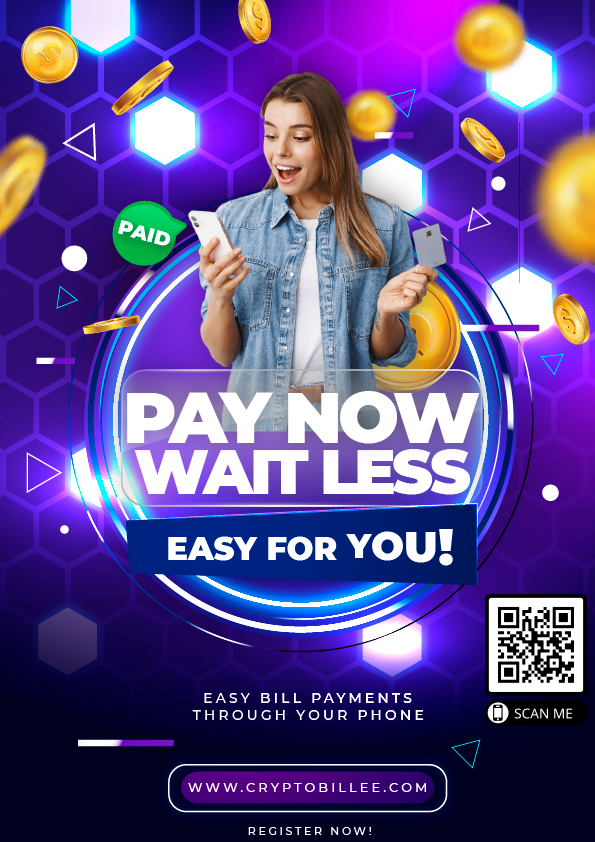 PAID
PAY NOW
WAIT LESS
EASY FOR YOU!
SCAN ME
EASY BILL PAYMENTS
THROUGH YOUR PHONE
WWW.CRYPTOBILLEE.COM
REGISTER NOW!